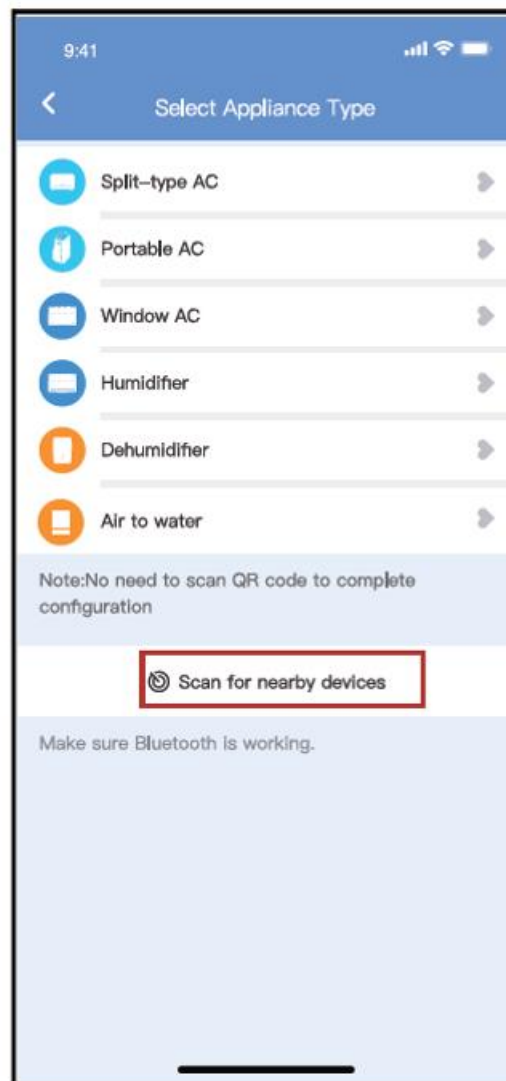 9:41
Select Appliance Type
Split-type AC
Portable AC
Window AC
Humidifier
Dehumidifier
Air to water
Note:No need to scan QR code to complete
configuration
Scan for nearby devices
Make sure Bluetooth is working.